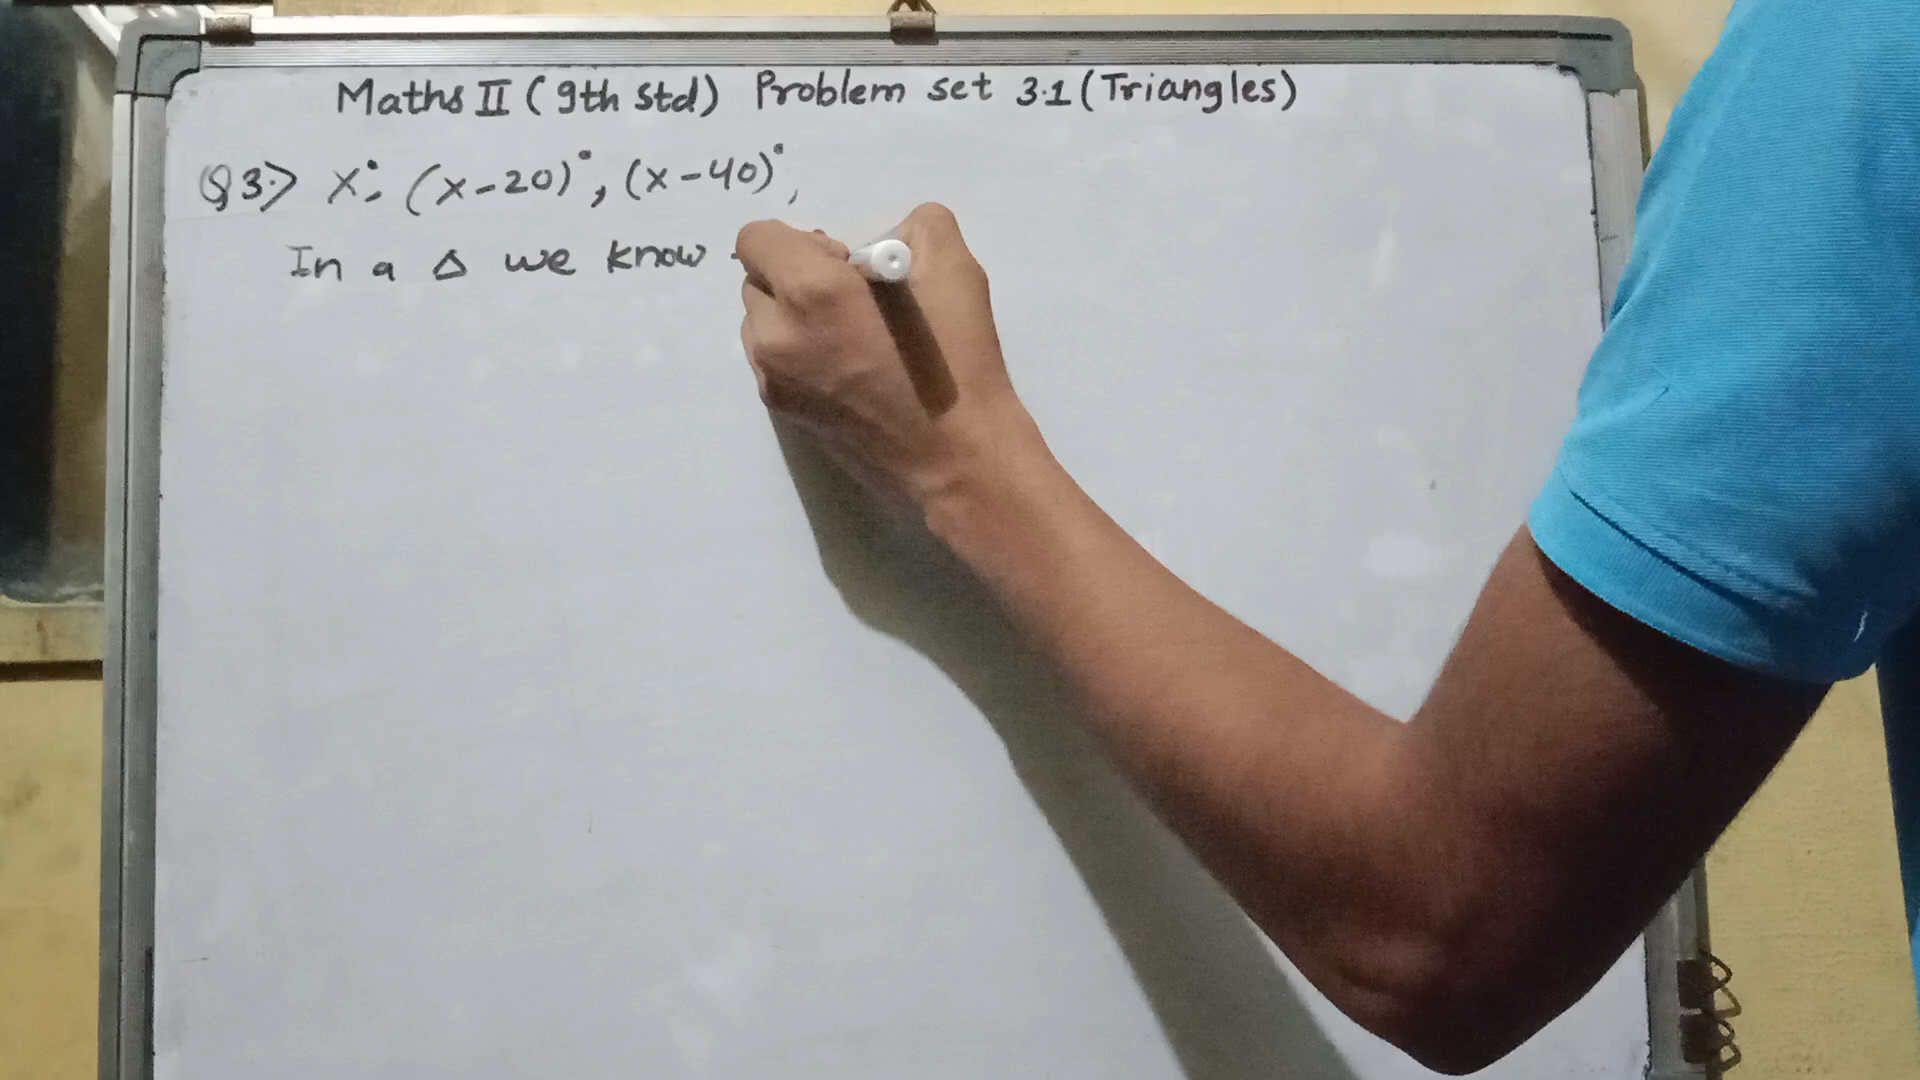 Maths II (9th std) Problem set 3.1 (Triangles)
Q3.> x°, (x-20)°, (x-40)°,
In a △ we know